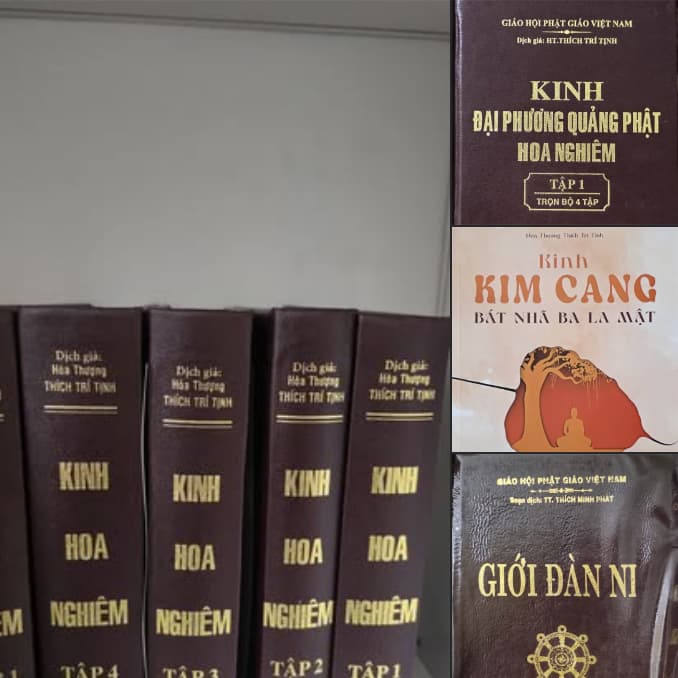 Dịch giả:
Hòa Thượng
THÍCH TRÍ TỊNH
KINH
HOA
NGHIÊM
TẬP 4
Dịch giả:
Hòa Thượng
THÍCH TRÍ TỊNH
KINH
HOA
NGHIÊM
TẬP 3
Dịch giả:
Hòa Thượng
THÍCH TRÍ TỊNH
KINH
HOA
NGHIÊM
TẬP 2
Dịch giả:
Hòa Thượng
THÍCH TRÍ TỊNH
KINH
HOA
NGHIÊM
TẬP 1
GIÁO HỘI PHẬT GIÁO VIỆT NAM
Dịch giả: HT.THÍCH TRÍ TỊNH
KINH
ĐẠI PHƯƠNG QUẢNG PHẬT
HOA NGHIÊM
TẬP 1
TRỌN BỘ 4 TẬP
Hòa Thượng Thích Trí Tịnh
Kinh
KIM CANG
BÁT NHÃ BA LA MẬT
GIÁO HỘI PHẬT GIÁO VIỆT NAM
Soạn dịch: TT. THÍCH MINH PHÁT
GIỚI ĐÀN NI